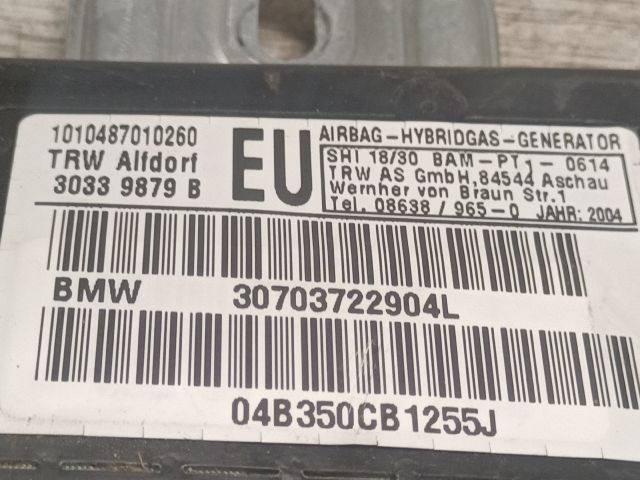 1010487010260
TRW Alfdorf
3033 9879 B
EU
AIRBAG-HYBRIDGAS-GENERATOR
SHI 18/30 BAM-PT1-0614
TRW AS GmbH,84544 Aschau
Wernher von Braun Str.1
Tel. 08638 / 965-0 JAHR: 2004
BMW 30703722904L
04B350CB1255J